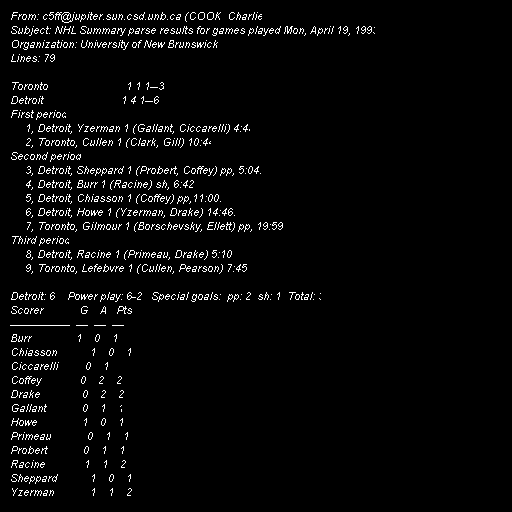 From: c5ff@jupiter.sun.csd.unb.ca (COOK Charlie
Subject: NHL Summary parse results for games played Mon, April 19, 1993
Organization: University of New Brunswick
Lines: 79
Toronto 1 1 1--3
Detroit 1 4 1--6
First period
1, Detroit, Yzerman 1 (Gallant, Ciccarelli) 4:4
2, Toronto, Cullen 1 (Clark, Gill) 10:4
Second period
3, Detroit, Sheppard 1 (Probert, Coffey) pp, 5:04.
4, Detroit, Burr 1 (Racine) sh, 6:42
5, Detroit, Chiasson 1 (Coffey) pp,11:00.
6, Detroit, Howe 1 (Yzerman, Drake) 14:46.
7, Toronto, Gilmour 1 (Borschevsky, Ellett) pp, 19:59
Third period
8, Detroit, Racine 1 (Primeau, Drake) 5:10
9, Toronto, Lefebvre 1 (Cullen, Pearson) 7:45
Detroit: 6 Power play: 6-2 Special goals: pp: 2 sh: 1 Total:
Scorer G A Pts
--------------- --- --- ---
Burr 1 0 1
Chiasson 1 0 1
Ciccarelli 0 1
Coffey 0 2 2
Drake 0 2 2
Gallant 0 1
Howe 1 0 1
Primeau 0 1 1
Probert 0 1 1
Racine 1 1 2
Sheppard 1 0 1
Yzerman 1 1 2